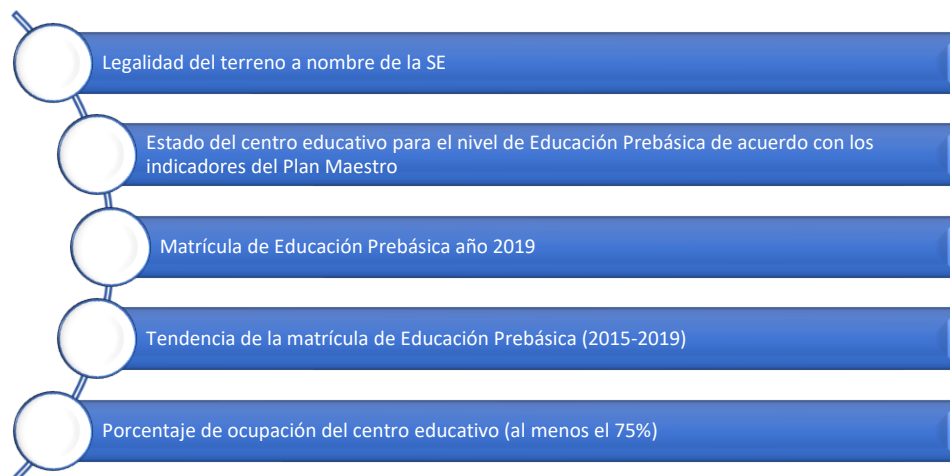 Legalidad del terreno a nombre de la SE
Estado del centro educativo para el nivel de Educación Prebásica de acuerdo con los
indicadores del Plan Maestro
Matrícula de Educación Prebásica año 2019
Tendencia de la matrícula de Educación Prebásica (2015-2019)
Porcentaje de ocupación del centro educativo (al menos el 75%)